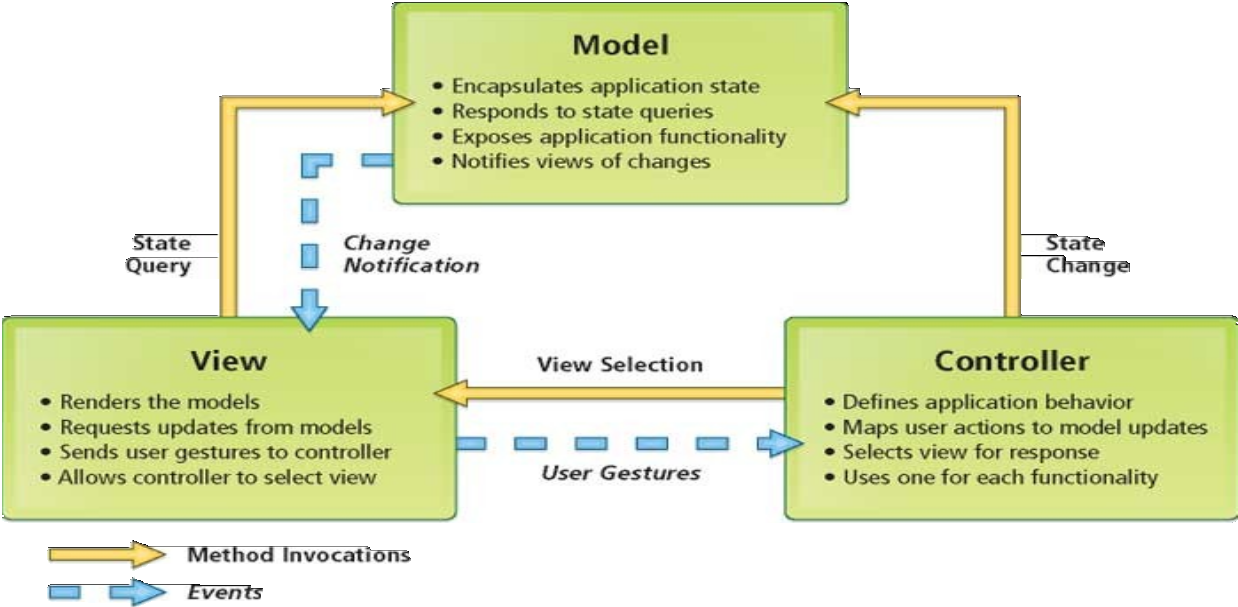 Model
• Encapsulates application state
• Responds to state queries
• Exposes application functionality
• Notifies views of changes
State
Query
Change
Notification
State
Change
View
• Renders the models
• Requests updates from models
• Sends user gestures to controller
• Allows controller to select view
View Selection
User Gestures
Controller
• Defines application behavior
• Maps user actions to model updates
• Selects view for response
• Uses one for each functionality
Method Invocations
Events